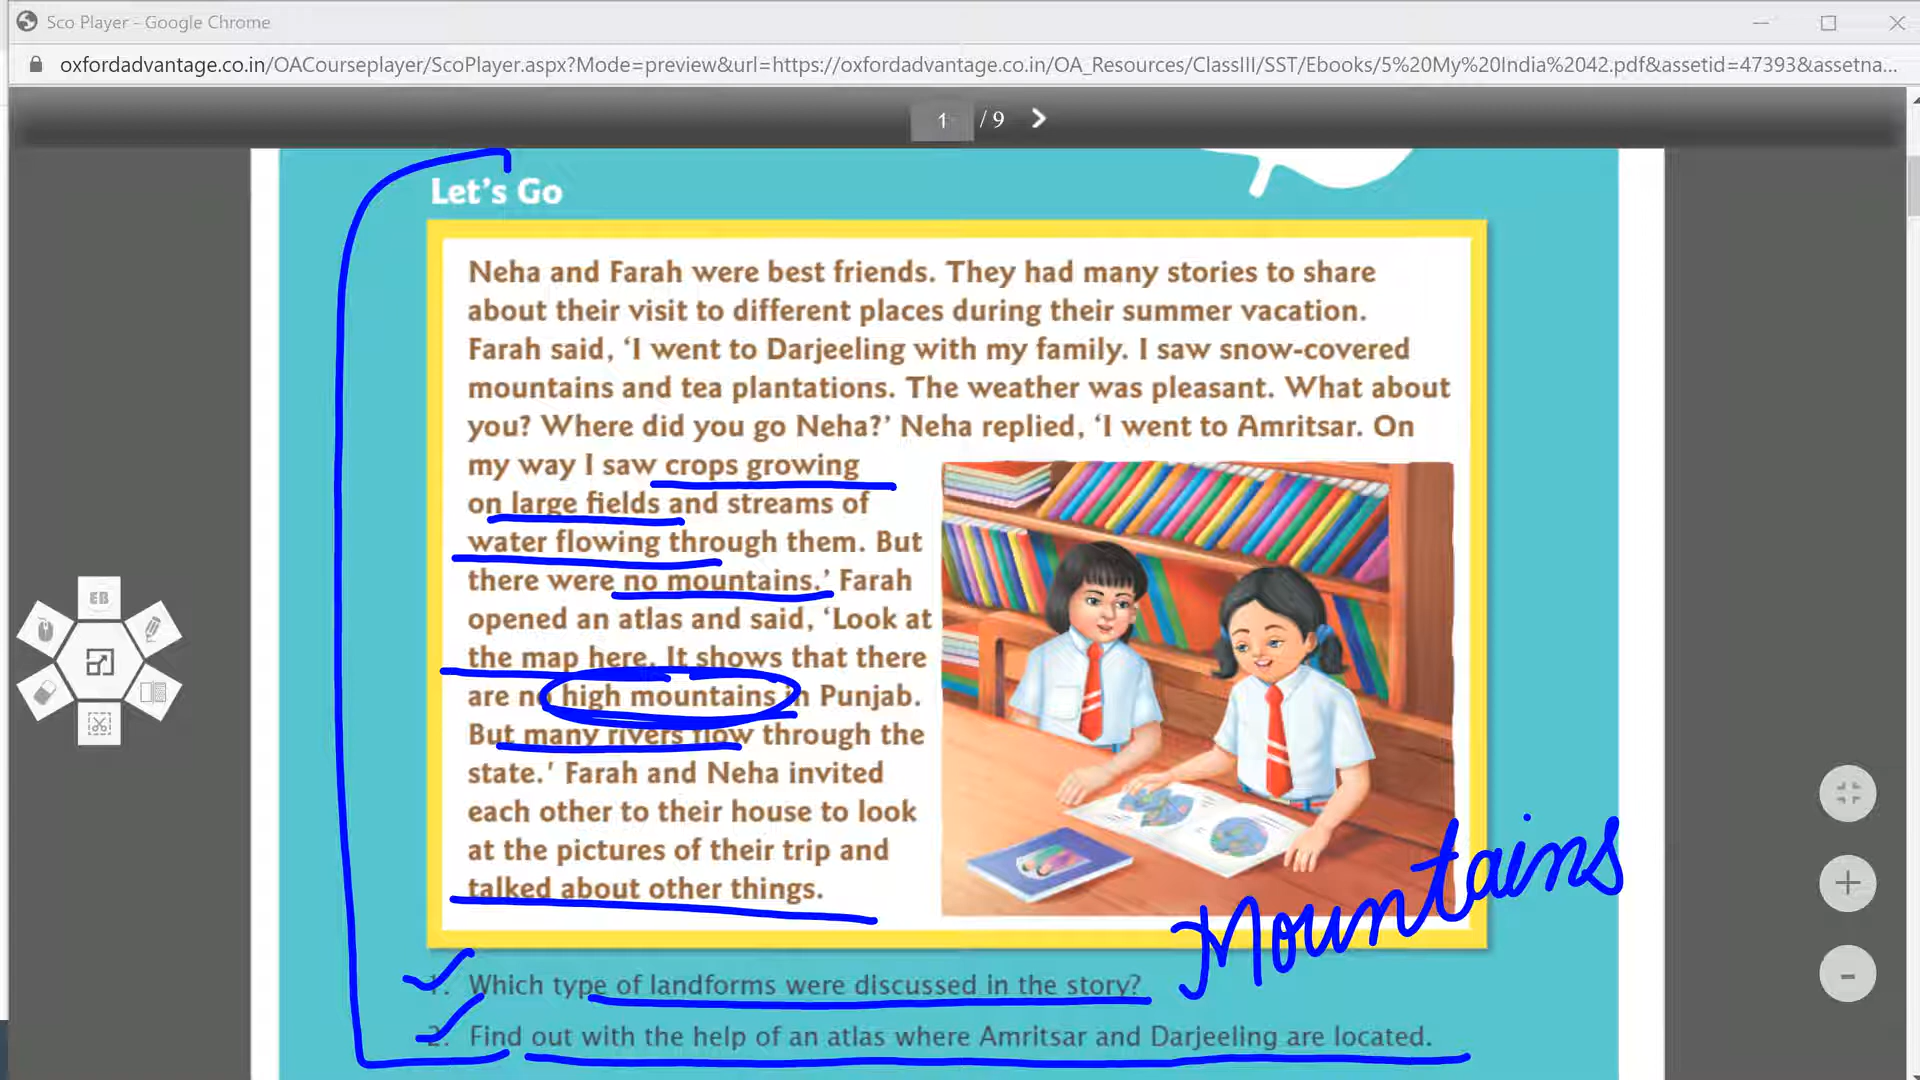 Sco Player - Google Chrome
oxfordadvantage.co.in/OACourseplayer/ScoPlayer.aspx?Mode=preview&url=https://oxfordadvantage.co.in/OA_Resources/ClassIII/SST/Ebooks/5%20My%20India%2042.pdf&assetid=47393&assetna...
1 / 9
Let's Go
Neha and Farah were best friends. They had many stories to share
about their visit to different places during their summer vacation.
Farah said, ‘I went to Darjeeling with my family. I saw snow-covered
mountains and tea plantations. The weather was pleasant. What about
you? Where did you go Neha?’ Neha replied, ‘I went to Amritsar. On
my way I saw crops growing
on large fields and streams of
water flowing through them. But
there were no mountains.’ Farah
opened an atlas and said, ‘Look at
the map here. It shows that there
are no high mountains in Punjab.
But many rivers flow through the
state.’ Farah and Neha invited
each other to their house to look
at the pictures of their trip and
talked about other things.
Mountains
1. Which type of landforms were discussed in the story?
2. Find out with the help of an atlas where Amritsar and Darjeeling are located.
EB